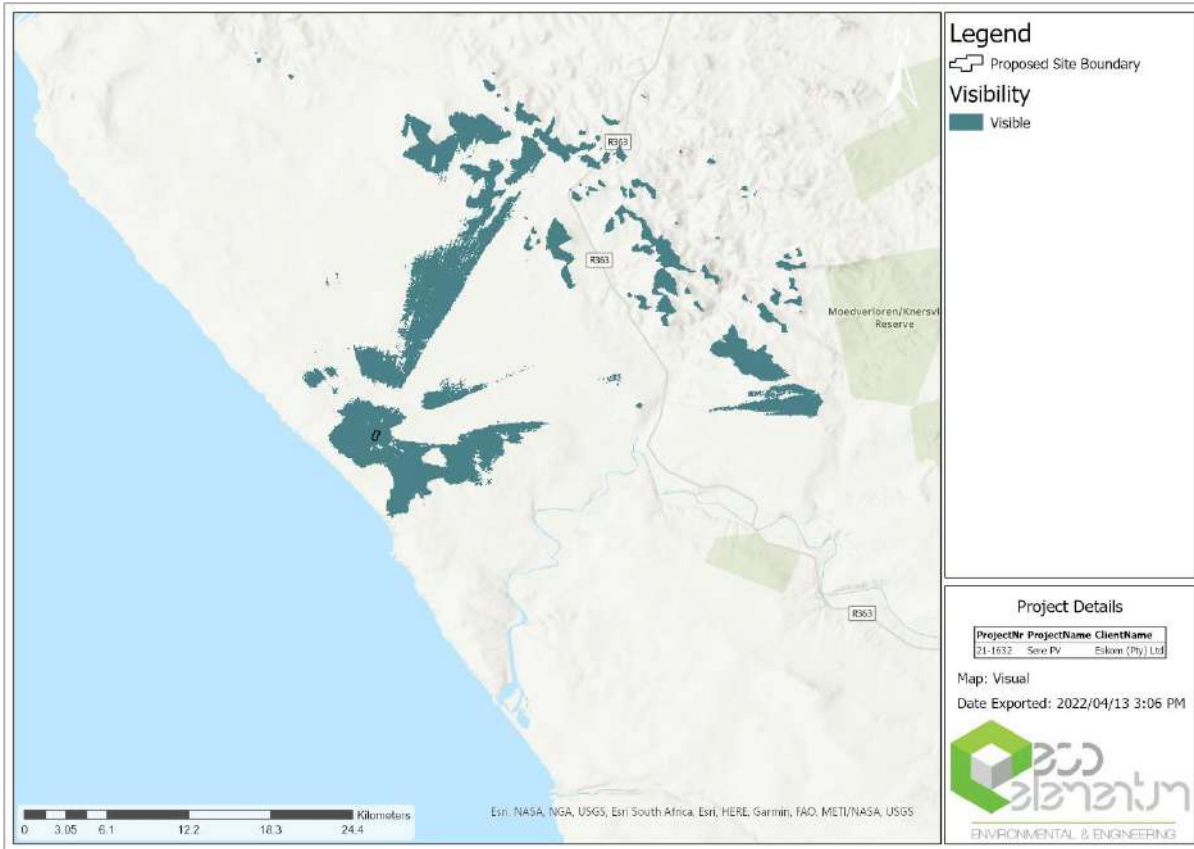 N
R363
R363
Moedverloren/Knersvl
Reserve
R363
Kilometers
0 3.05 6.1 12.2 18.3 24.4
Esri, NASA, NGA, USGS, Esri South Africa, Esri, HERE, Garmin, FAO, METI/NASA, USGS
Legend
Proposed Site Boundary
Visibility
Visible
Project Details
ProjectNr ProjectName ClientName
21-1632 Sere PV Eskom (Pty) Ltd
Map: Visual
Date Exported: 2022/04/13 3:06 PM
eco
elementum
ENVIRONMENTAL & ENGINEERING